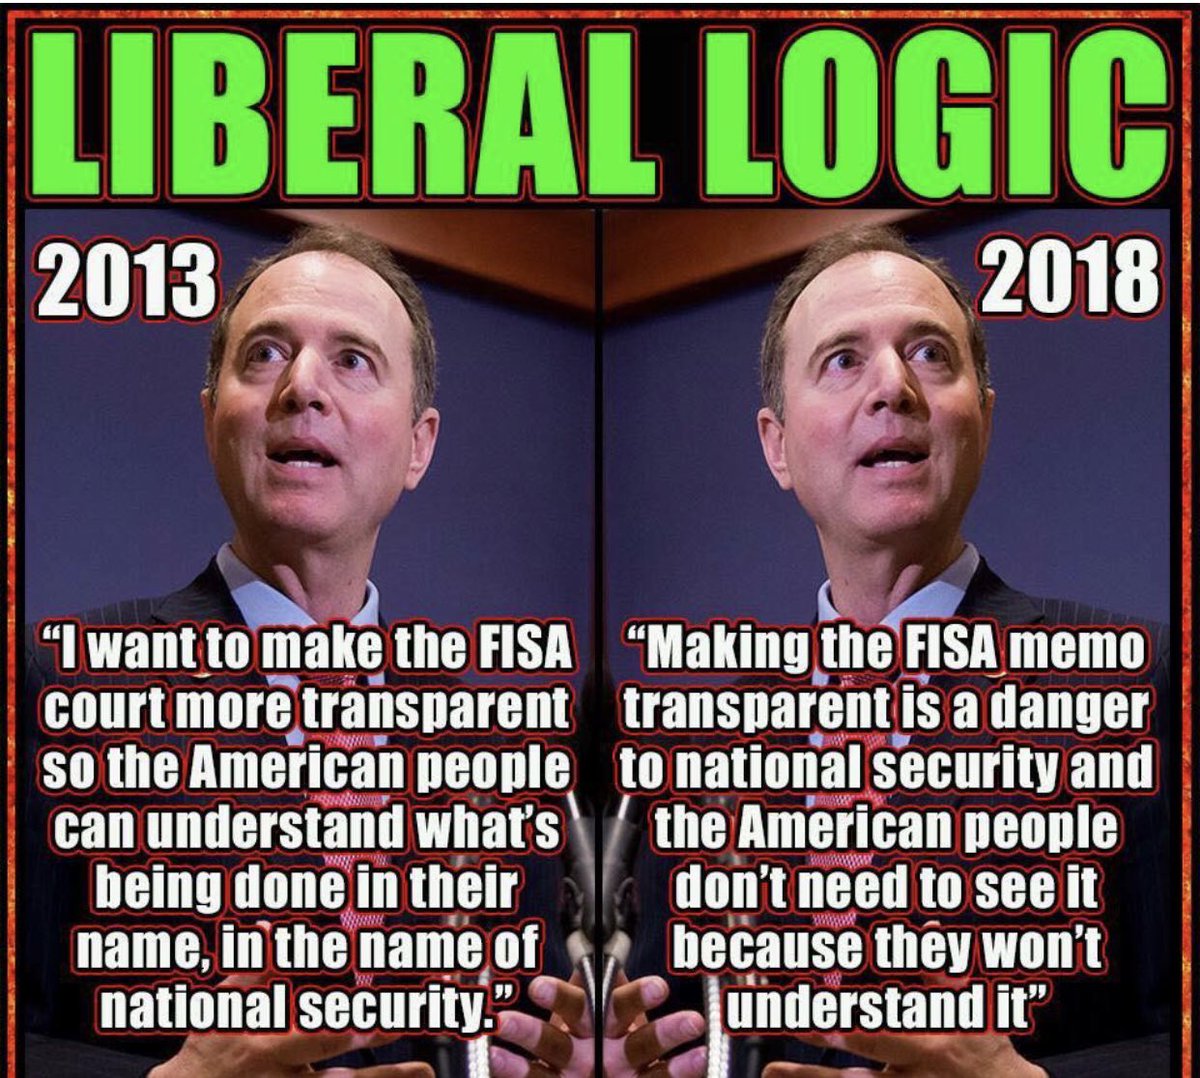 LIBERAL LOGIC
2013
“I want to make the FISA
court more transparent
so the American people
can understand what’s
being done in their
name, in the name of
national security.”
2018
“Making the FISA memo
transparent is a danger
to national security and
the American people
don’t need to see it
because they won’t
understand it”